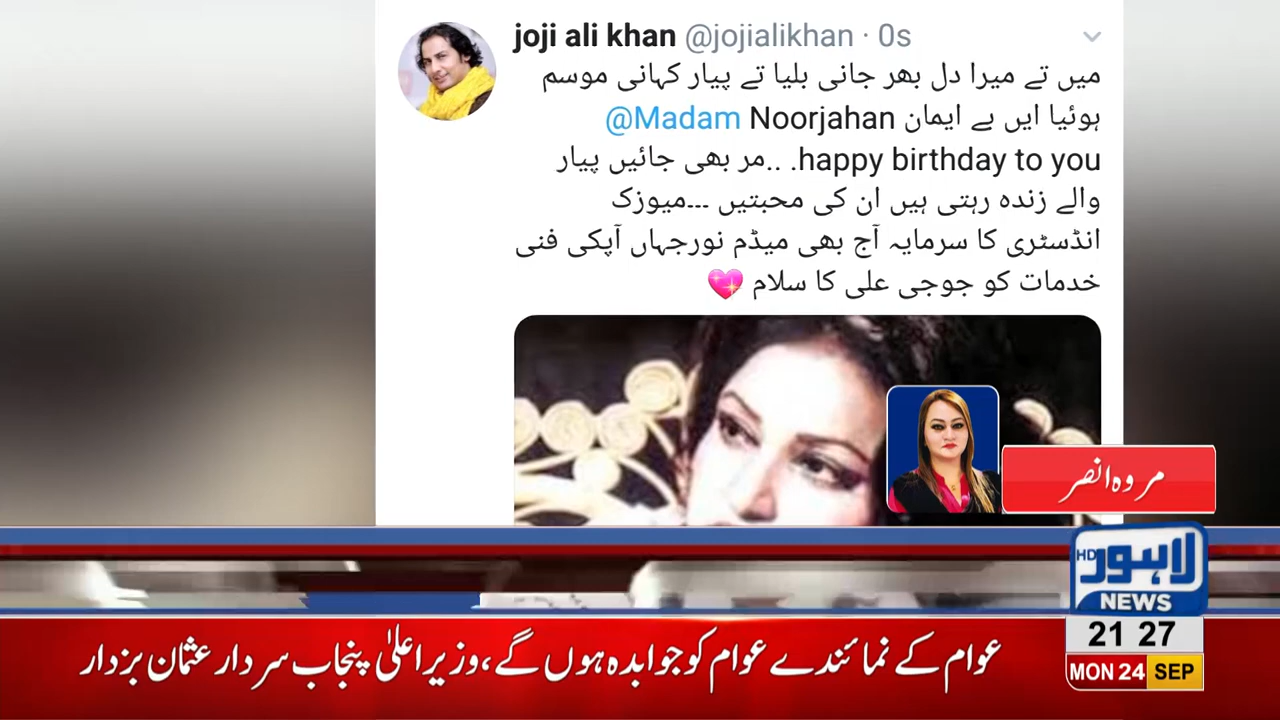 joji ali khan @jojialikhan · 0s
میں تے میرا دل بھر جانی بلیا تے پیار کہانی موسم
ہوئیا ایں بے ایمان @Madam Noorjahan
happy birthday to you. ..مر بھی جائیں پیار
والے زندہ رہتی ہیں ان کی محبتیں ---میوزک
انڈسٹری کا سرمایہ آج بھی میڈم نورجہاں آپکی فنی
خدمات کو جوجی علی کا سلام 💖
مروہ انصر
لاہور HD
NEWS
21 27
MON 24 SEP
عوام کے نمائندے عوام کو جوابدہ ہوں گے، وزیراعلیٰ پنجاب سردار عثمان بزدار